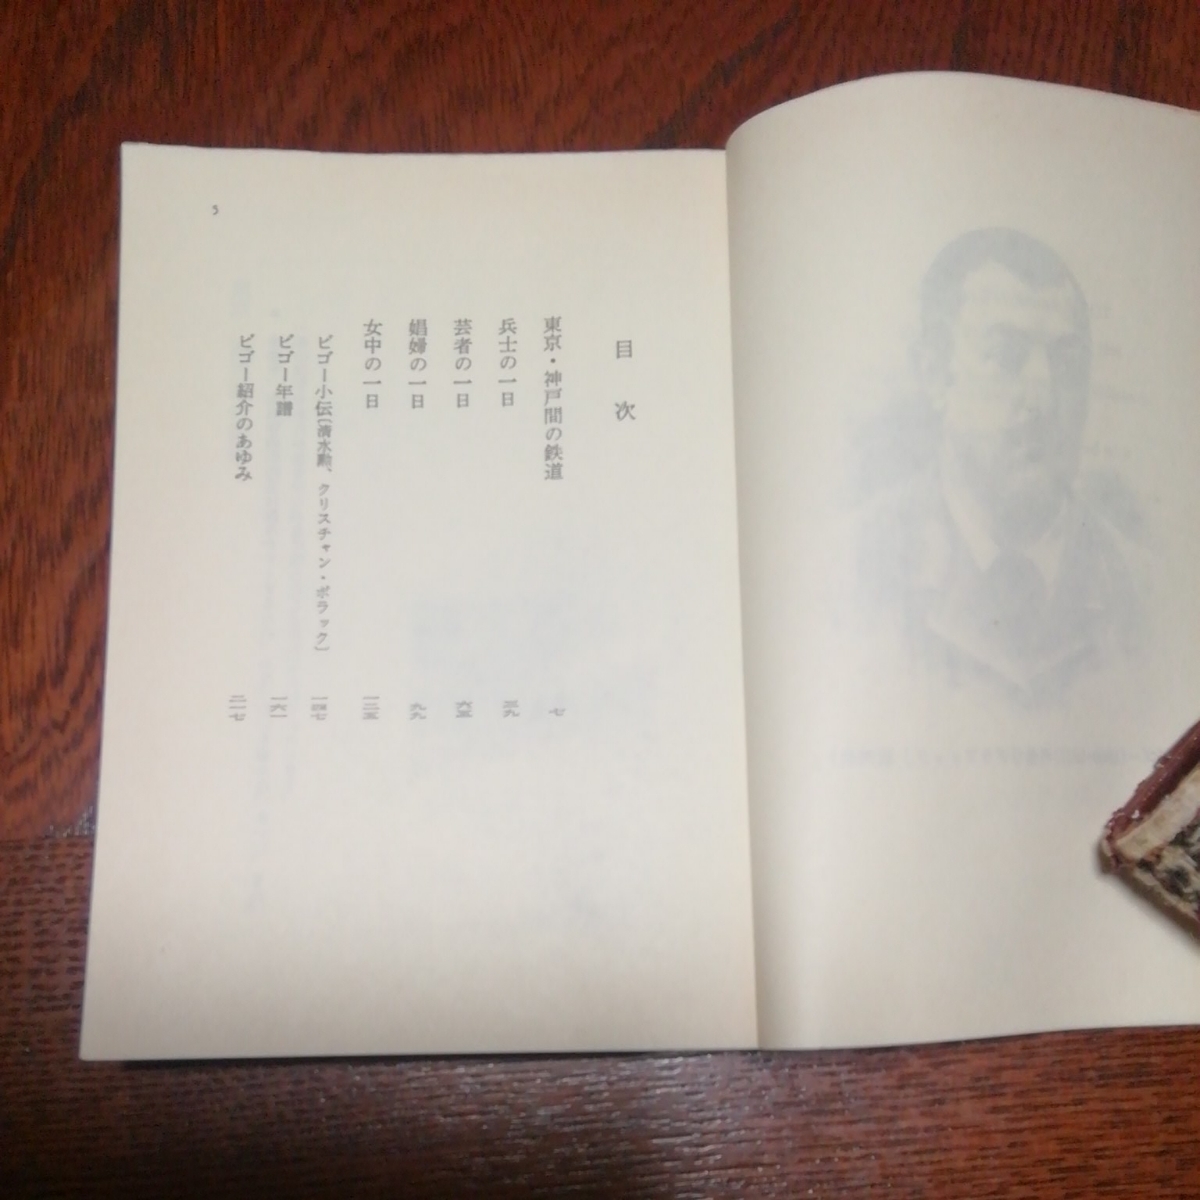 目次
東京・神戸間の鉄道 七
兵士の一日 三九
芸者の一日 六五
娼婦の一日 九九
女中の一日 一二五
ビゴー小伝〔清水勲、クリスチャン・ポラック〕 一四七
ビゴー年譜 一六一
ビゴー紹介のあゆみ 二一七
5